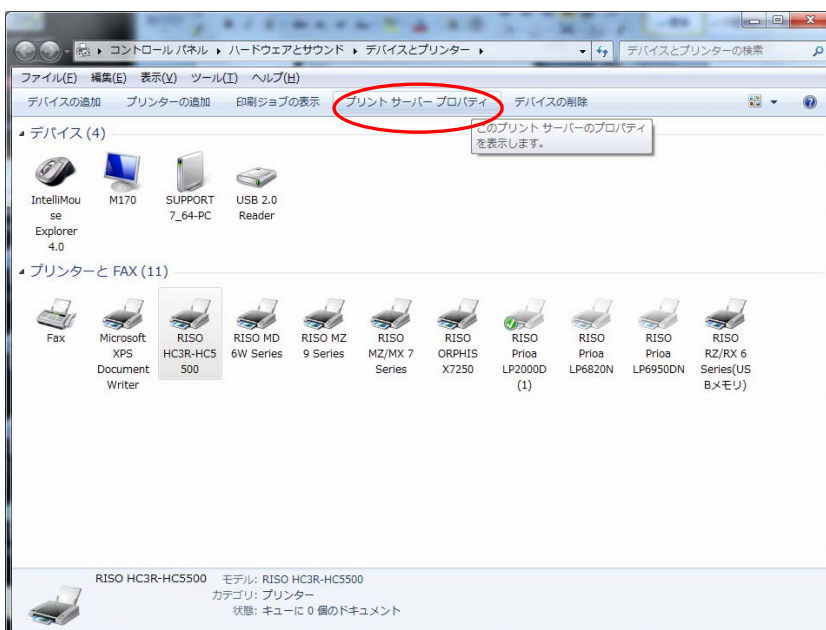 コントロール パネル ▸ ハードウェアとサウンド ▸ デバイスとプリンター ▸
デバイスとプリンターの検索
ファイル(F) 編集(E) 表示(V) ツール(T) ヘルプ(H)
デバイスの追加 プリンターの追加 印刷ジョブの表示 プリント サーバー プロパティ デバイスの削除
このプリント サーバーのプロパティ
を表示します。
デバイス (4)
IntelliMou
se
Explorer
4.0
M170
SUPPORT
7_64-PC
USB 2.0
Reader
プリンターと FAX (11)
Fax
Microsoft
XPS
Document
Writer
RISO
HC3R-HC5
500
RISO MD
6W Series
RISO MZ
9 Series
RISO
MZ/MX 7
Series
RISO
ORPHIS
X7250
RISO
Prioa
LP2000D
(1)
RISO
Prioa
LP6820N
RISO
Prioa
LP6950DN
RISO
RZ/RX 6
Series(US
Bメモリ)
RISO HC3R-HC5500 モデル: RISO HC3R-HC5500
カテゴリ: プリンター
状態: キューに 0 個のドキュメント